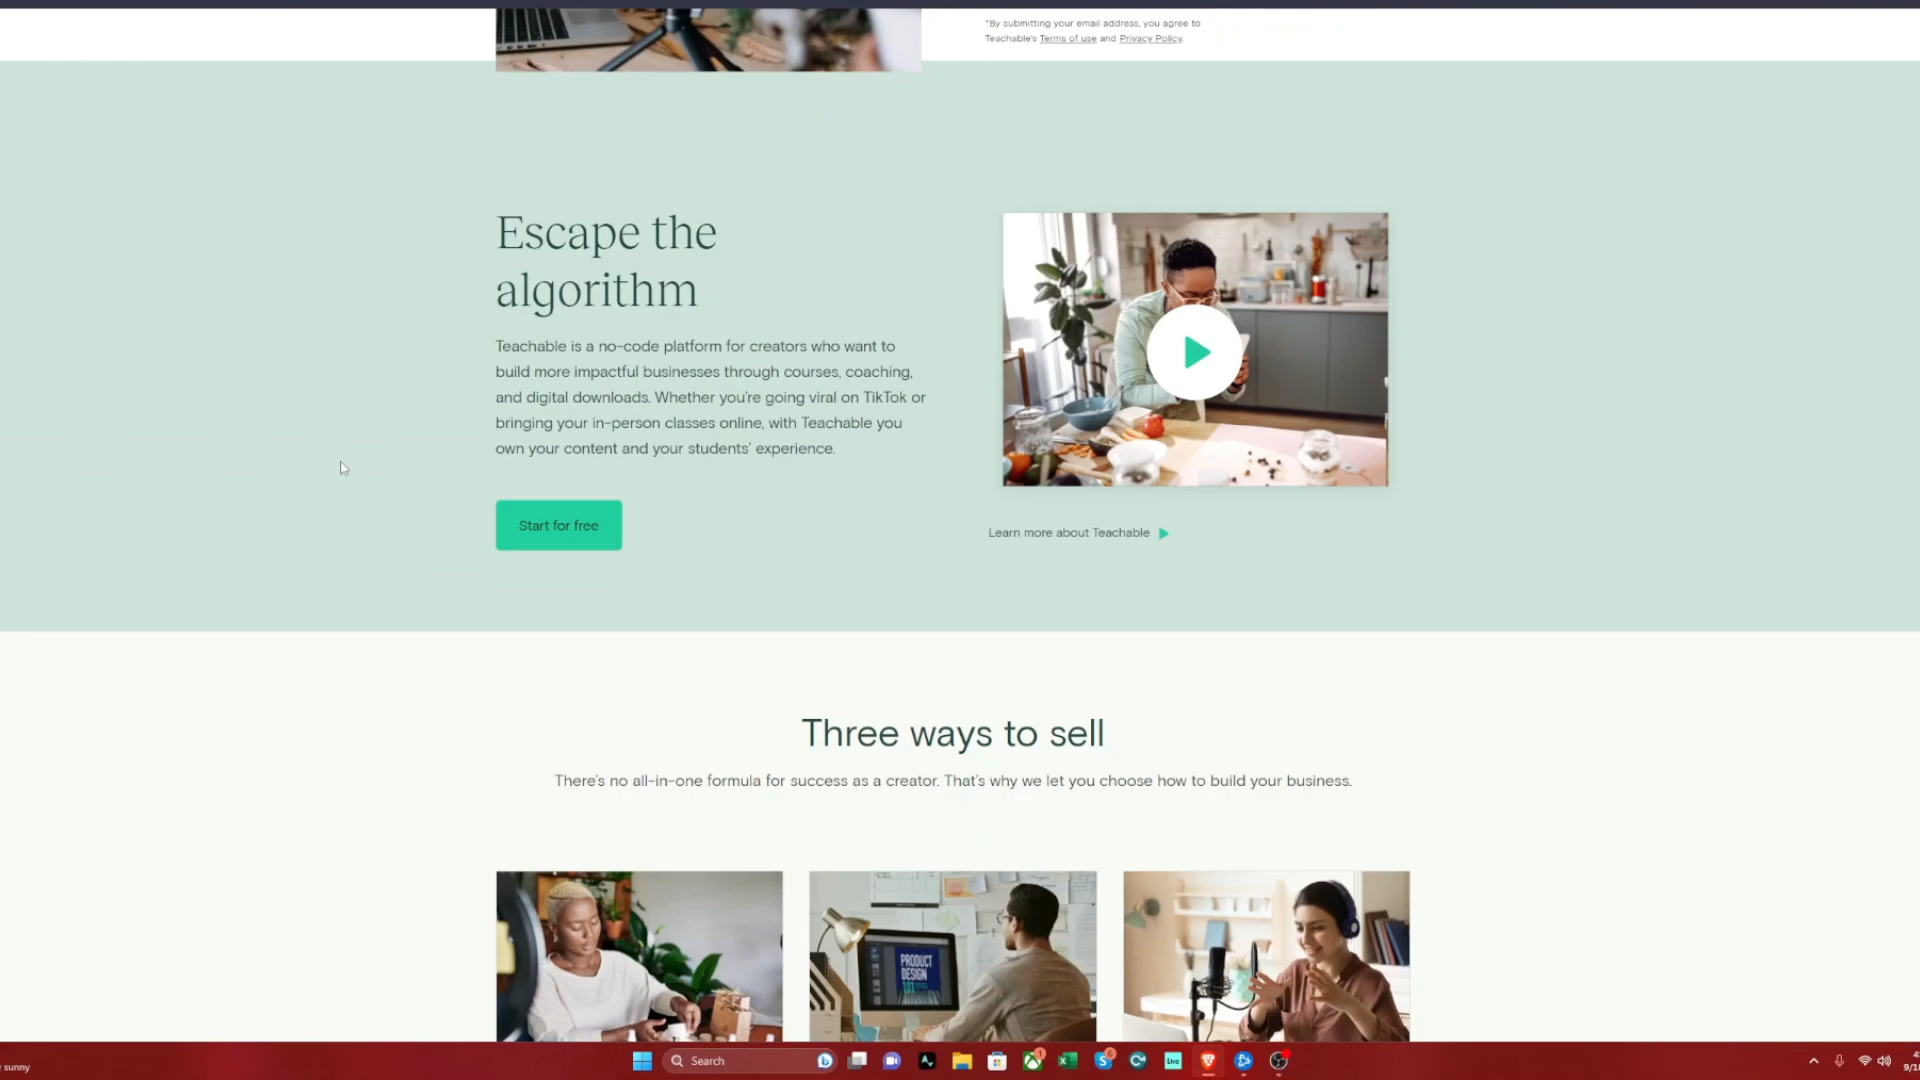 *By submitting your email address, you agree to
Teachable's Terms of use and Privacy Policy.
Escape the
algorithm
Teachable is a no-code platform for creators who want to
build more impactful businesses through courses, coaching,
and digital downloads. Whether you're going viral on TikTok or
bringing your in-person classes online, with Teachable you
own your content and your students' experience.
Start for free
Learn more about Teachable
Three ways to sell
There's no all-in-one formula for success as a creator. That's why we let you choose how to build your business.
PRODUCT
DESIGN
101
sunny
Search
1
6
Live